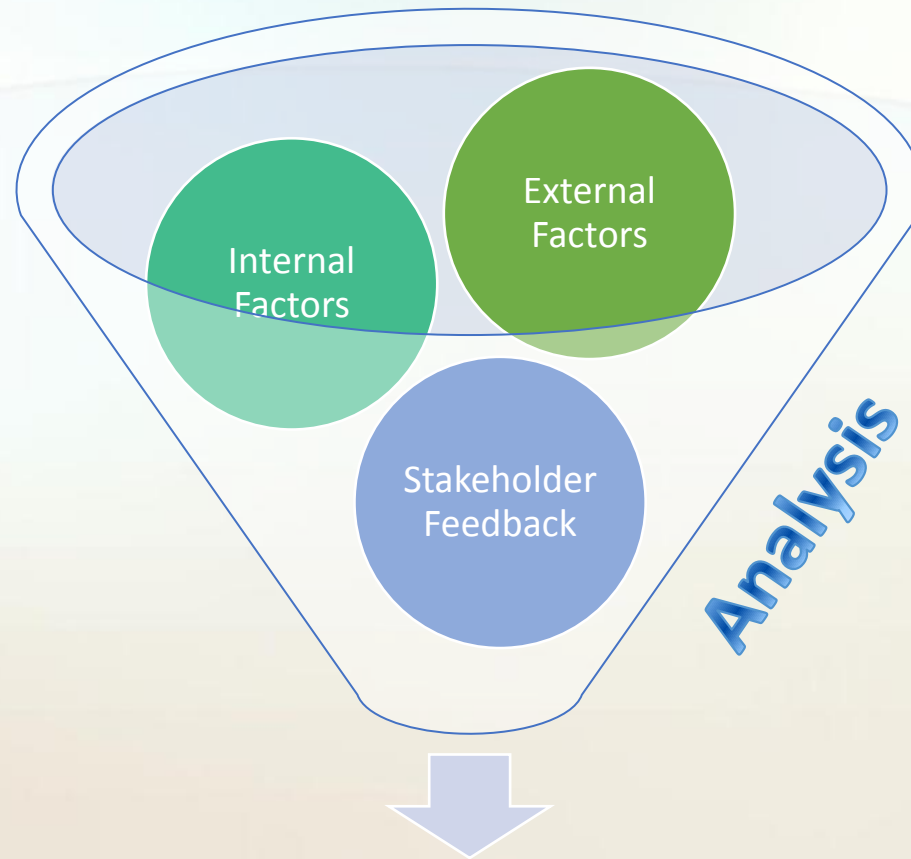 External
Factors
Internal
Factors
Stakeholder
Feedback
Analysis